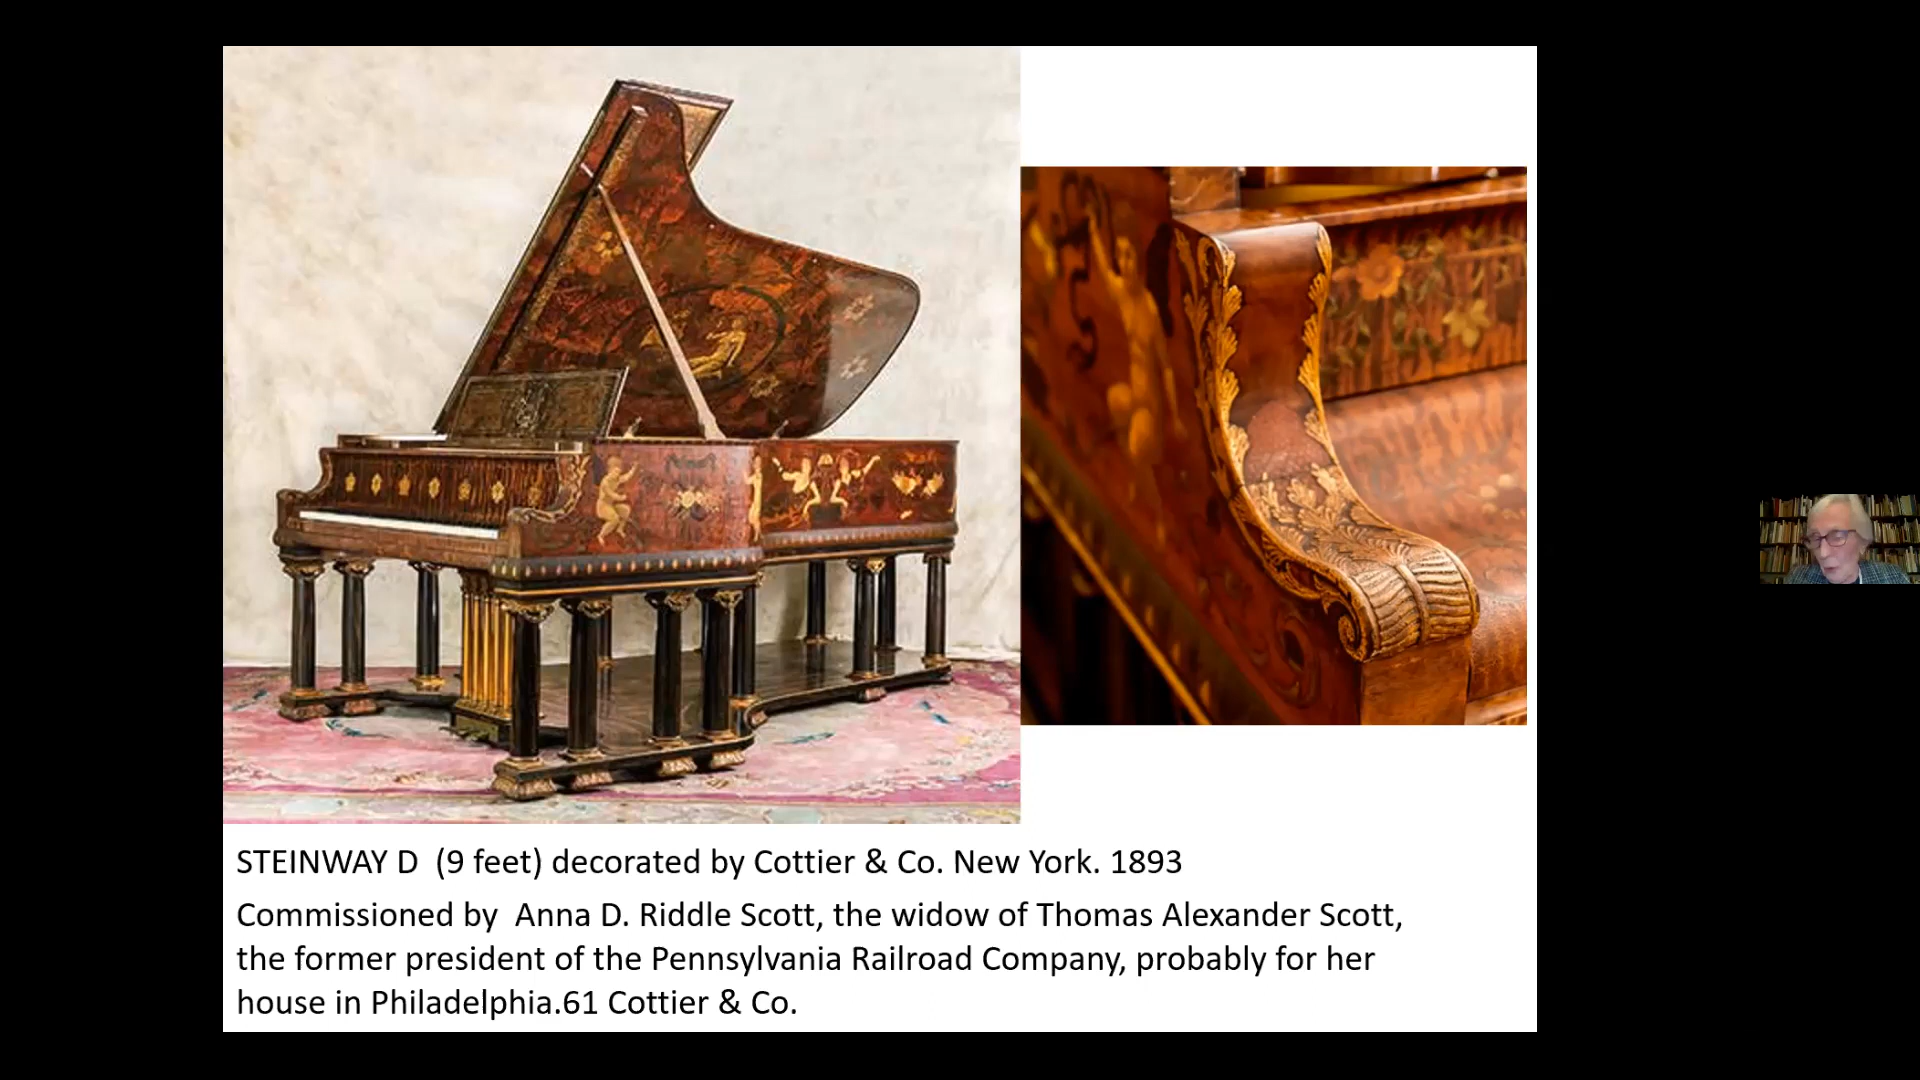 STEINWAY D  (9 feet) decorated by Cottier & Co. New York. 1893
Commissioned by  Anna D. Riddle Scott, the widow of Thomas Alexander Scott,
the former president of the Pennsylvania Railroad Company, probably for her
house in Philadelphia.61 Cottier & Co.